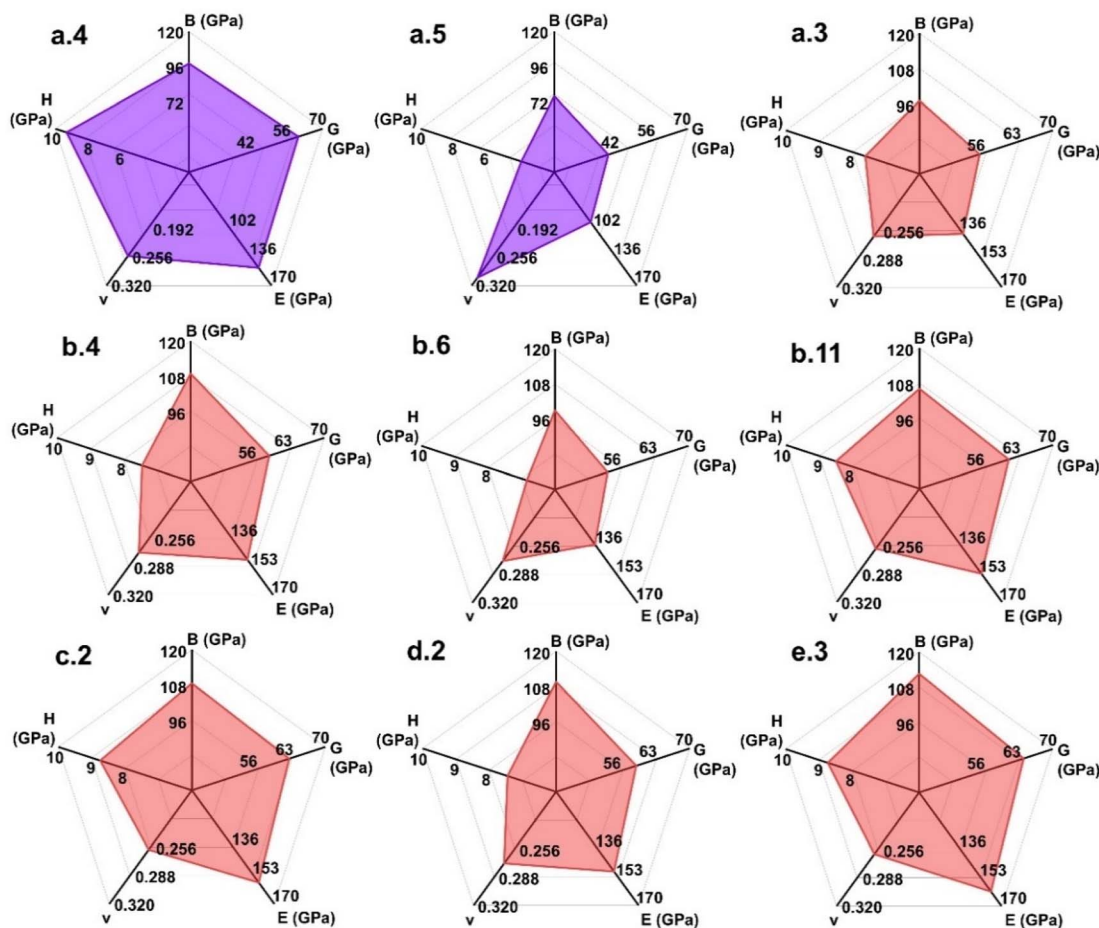 a.4
B (GPa)
120
96
72
H
(GPa)
10
8
6
42
56
70
G
(GPa)
0.192
0.256
0.320
v
102
136
170
E (GPa)
a.5
B (GPa)
120
96
72
H
(GPa)
10
8
6
42
56
70
G
(GPa)
0.192
0.256
0.320
v
102
136
170
E (GPa)
a.3
B (GPa)
120
108
96
H
(GPa)
10
9
8
56
63
70
G
(GPa)
0.256
0.288
0.320
v
136
153
170
E (GPa)
b.4
B (GPa)
120
108
96
H
(GPa)
10
9
8
56
63
70
G
(GPa)
0.256
0.288
0.320
v
136
153
170
E (GPa)
b.6
B (GPa)
120
108
96
H
(GPa)
10
9
8
56
63
70
G
(GPa)
0.256
0.288
0.320
v
136
153
170
E (GPa)
b.11
B (GPa)
120
108
96
H
(GPa)
10
9
8
56
63
70
G
(GPa)
0.256
0.288
0.320
v
136
153
170
E (GPa)
c.2
B (GPa)
120
108
96
H
(GPa)
10
9
8
56
63
70
G
(GPa)
0.256
0.288
0.320
v
136
153
170
E (GPa)
d.2
B (GPa)
120
108
96
H
(GPa)
10
9
8
56
63
70
G
(GPa)
0.256
0.288
0.320
v
136
153
170
E (GPa)
e.3
B (GPa)
120
108
96
H
(GPa)
10
9
8
56
63
70
G
(GPa)
0.256
0.288
0.320
v
136
153
170
E (GPa)